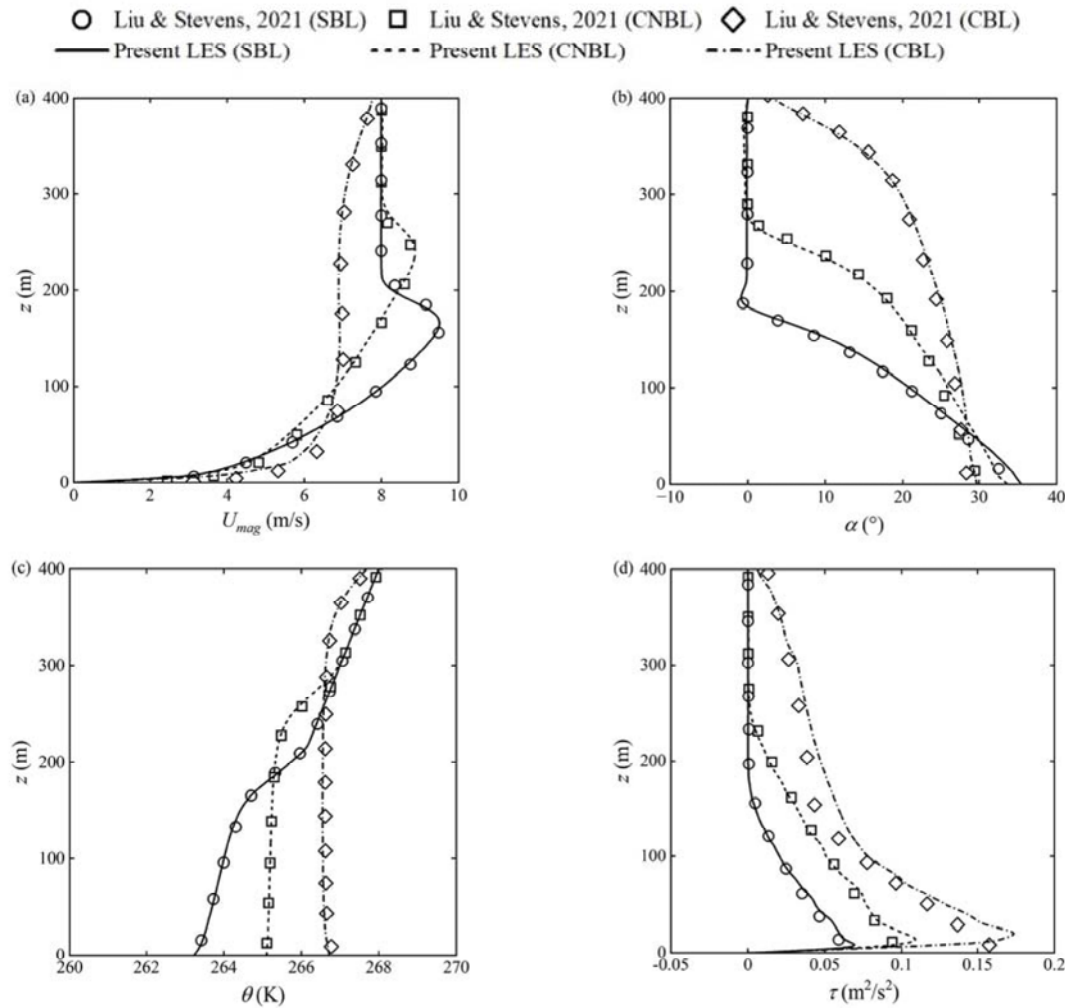 Liu & Stevens, 2021 (SBL) Liu & Stevens, 2021 (CNBL) Liu & Stevens, 2021 (CBL)
Present LES (SBL) Present LES (CNBL) Present LES (CBL)
(a) (b)
400 400
300 300
z (m) z (m)
200 200
100 100
0 0
0 2 4 6 8 10 −10 0 10 20 30 40
U_mag (m/s) α (°)
(c) (d)
400 400
300 300
z (m) z (m)
200 200
100 100
0 0
260 262 264 266 268 270 -0.05 0 0.05 0.1 0.15 0.2
θ (K) τ (m²/s²)